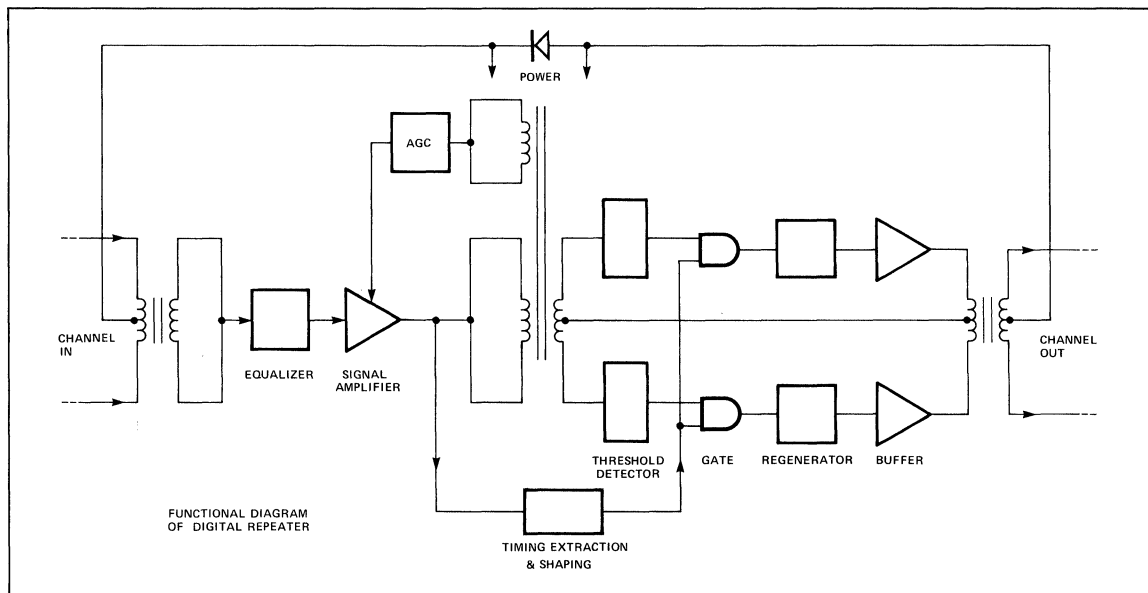 POWER
AGC
CHANNEL
IN
EQUALIZER
SIGNAL
AMPLIFIER
THRESHOLD
DETECTOR
GATE
REGENERATOR
BUFFER
CHANNEL
OUT
FUNCTIONAL DIAGRAM
OF DIGITAL REPEATER
TIMING EXTRACTION
& SHAPING